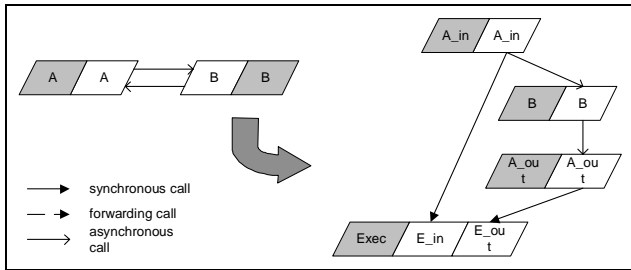 A_in A_in
A A B B
B B
A_ou
t
A_ou
t
synchronous call
forwarding call
asynchronous
call
Exec E_in E_ou
t